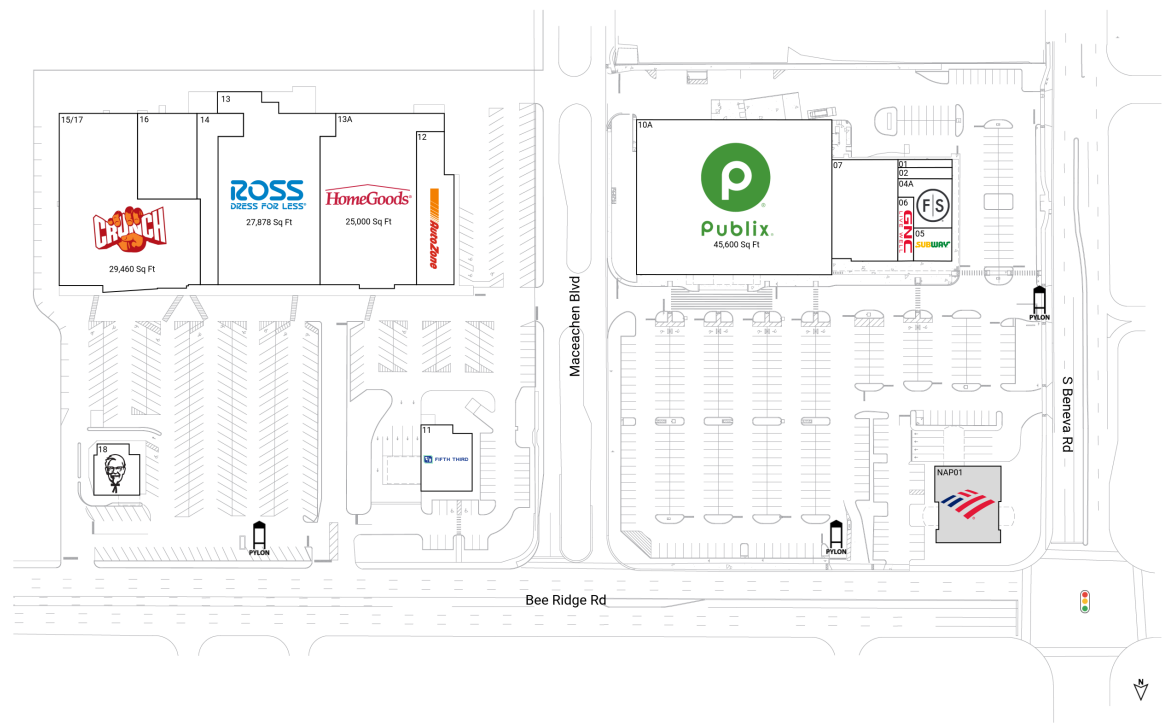 13
15/17
16
14
13A
12
CRUNCH
29,460 Sq Ft
ROSS
DRESS FOR LESS®
27,878 Sq Ft
HomeGoods®
25,000 Sq Ft
AutoZone
10A
P
Publix®
45,600 Sq Ft
07
01
02
04A
F|S
06
GNC
LIVE WELL
05
SUBWAY
PYLON
Maceachen Blvd
S Beneva Rd
18
11
FIFTH THIRD
NAP01
PYLON
PYLON
Bee Ridge Rd
N